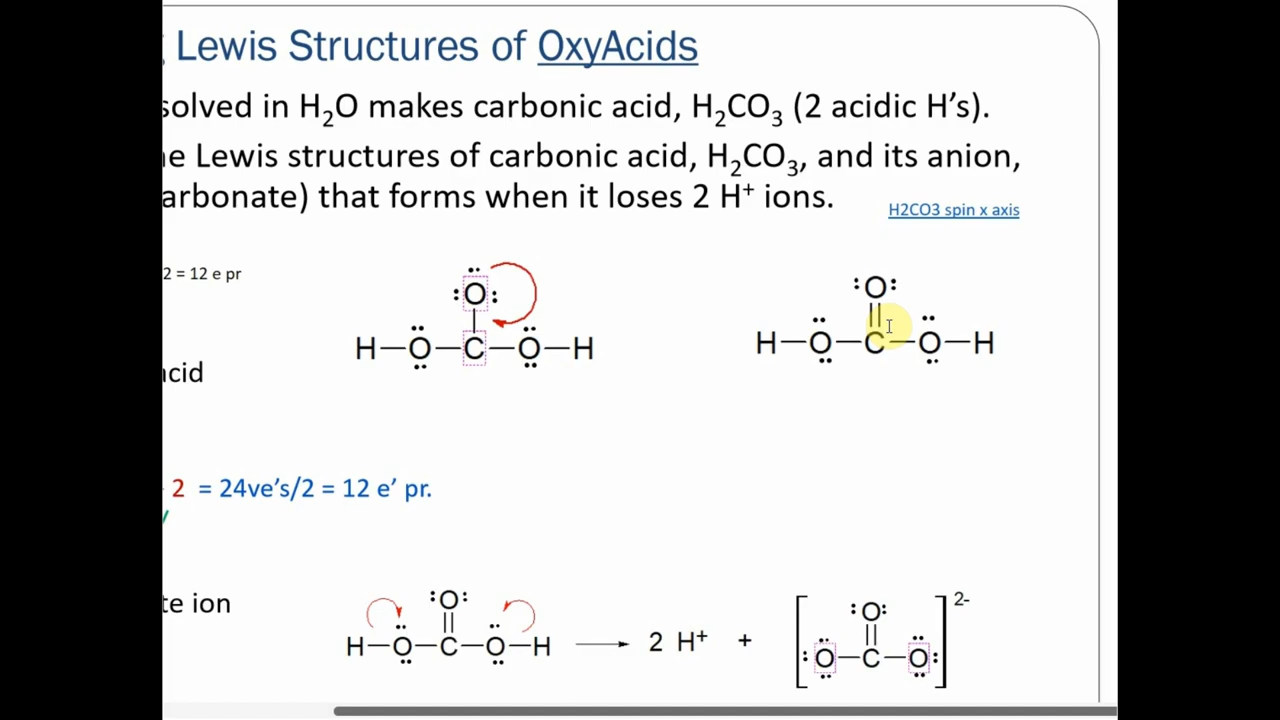 Lewis Structures of OxyAcids
solved in H₂O makes carbonic acid, H₂CO₃ (2 acidic H’s).
e Lewis structures of carbonic acid, H₂CO₃, and its anion,
arbonate) that forms when it loses 2 H⁺ ions.
H2CO3 spin x axis
2 = 12 e pr
O
H–O–C–O–H
O
H–O–C–O–H
cid
2 = 24ve’s/2 = 12 e’ pr.
te ion
O
H–O–C–O–H
2 H⁺ +
O
O–C–O
2-